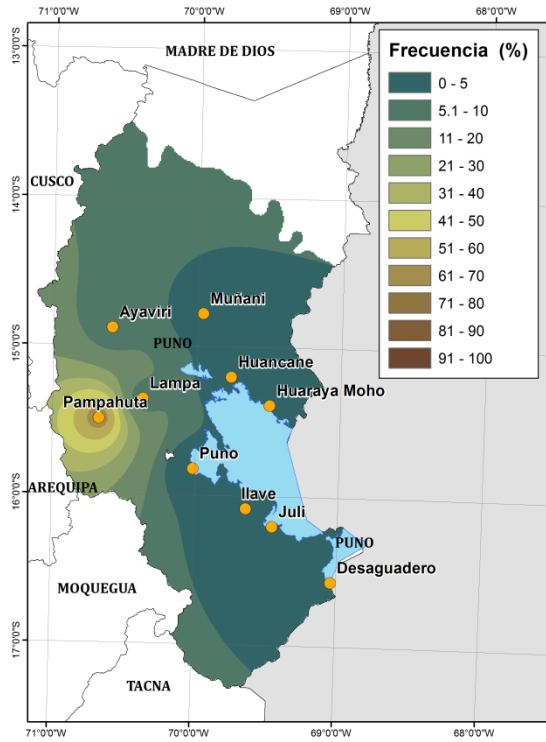 71°0'0"W
70°0'0"W
69°0'0"W
68°0'0"W
13°0'0"S
14°0'0"S
15°0'0"S
16°0'0"S
17°0'0"S
MADRE DE DIOS
Frecuencia (%)
0 - 5
5.1 - 10
11 - 20
21 - 30
31 - 40
41 - 50
51 - 60
61 - 70
71 - 80
81 - 90
91 - 100
CUSCO
Ayaviri
Muñani
PUNO
Huancane
Lampa
Huaraya Moho
Pampahuta
Puno
AREQUIPA
Ilave
Juli
PUNO
Desaguadero
MOQUEGUA
TACNA
71°0'0"W
70°0'0"W
69°0'0"W
68°0'0"W